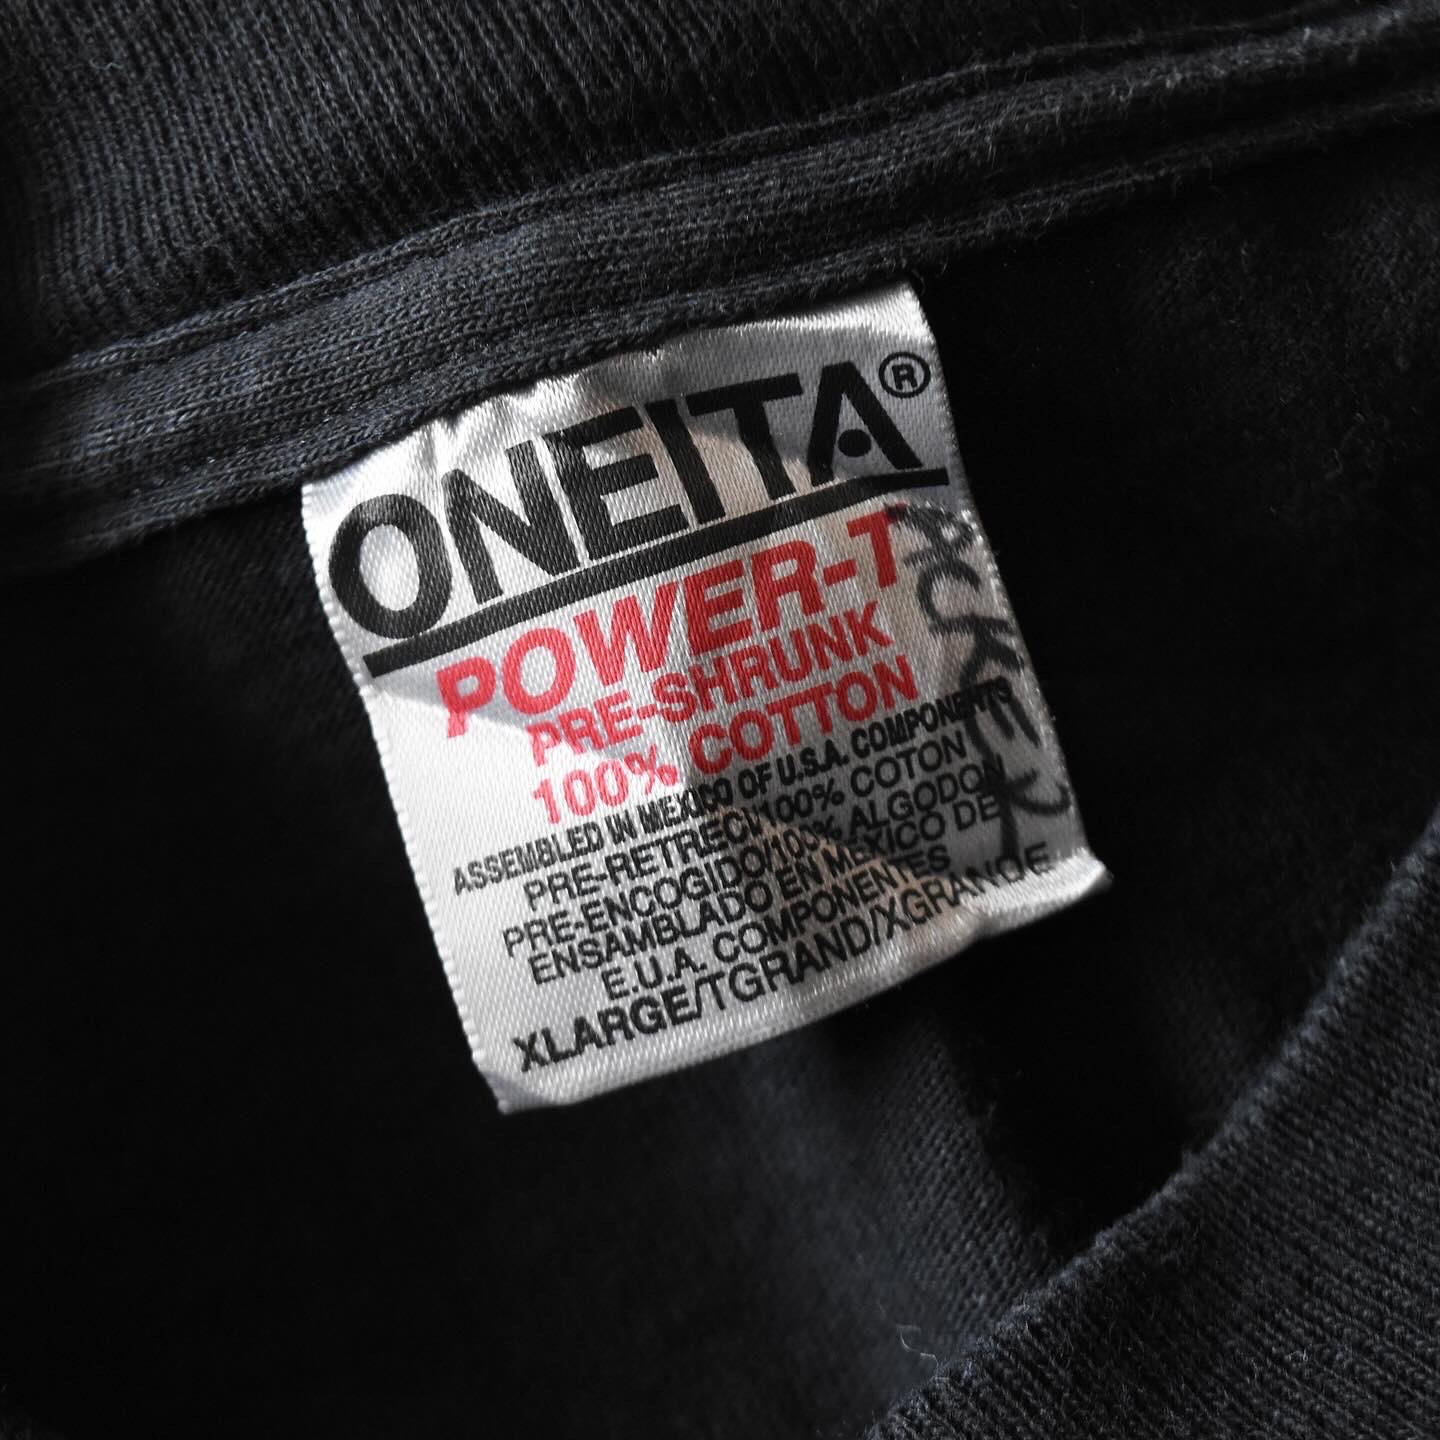 ONEITA®
POWER-T
PRE-SHRUNK
100% COTTON
ASSEMBLED IN MEXICO OF U.S.A. COMPONENTS
PRE-RETRECI/100% COTON
PRE-ENCOGIDO/100% ALGODON
ENSAMBLADO EN MEXICO DE
E.U.A. COMPONENTES
XLARGE/TGRAND/XGRANDE
ACKER